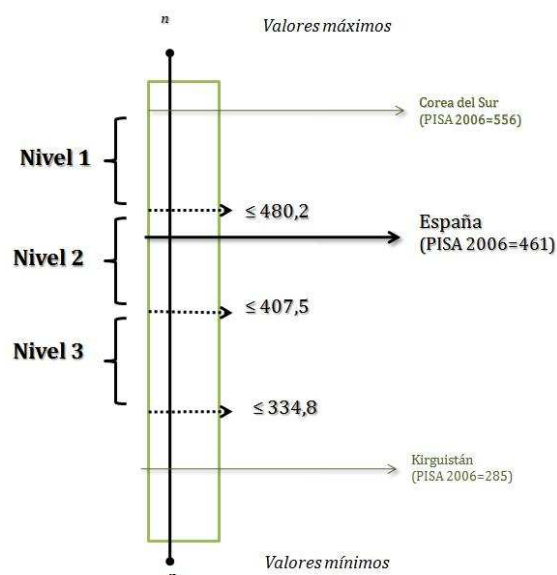 n
Valores máximos
Corea del Sur
(PISA 2006=556)
Nivel 1
≤ 480,2
España
(PISA 2006=461)
Nivel 2
≤ 407,5
Nivel 3
≤ 334,8
Kirguistán
(PISA 2006=285)
Valores mínimos
n